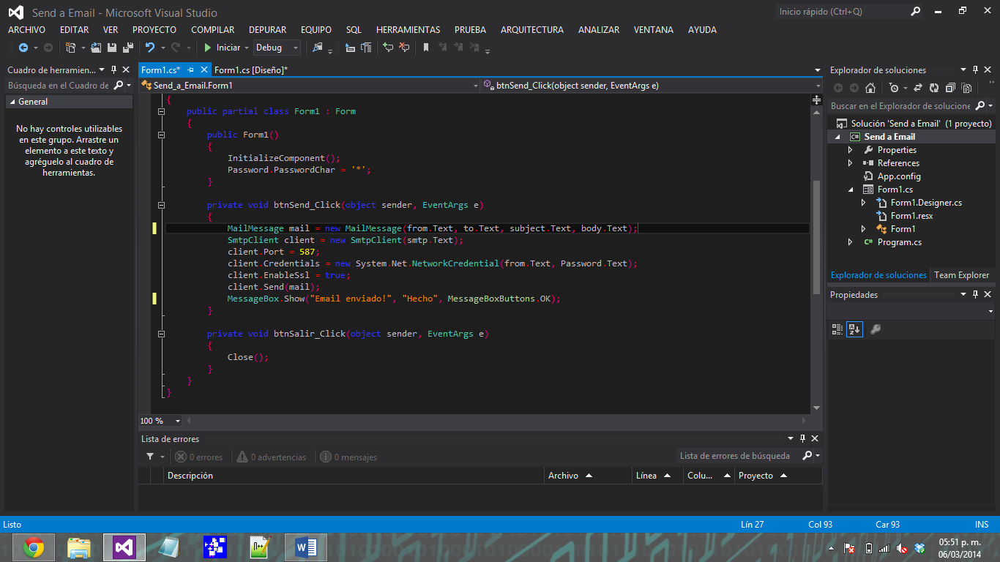 Send a Email - Microsoft Visual Studio
Inicio rápido (Ctrl+Q)
ARCHIVO EDITAR VER PROYECTO COMPILAR DEPURAR EQUIPO SQL HERRAMIENTAS PRUEBA ARQUITECTURA ANALIZAR VENTANA AYUDA
Iniciar Debug
Cuadro de herramien...
Búsqueda en el Cuadro de
General
No hay controles utilizables
en este grupo. Arrastre un
elemento a este texto y
agréguelo al cuadro de
herramientas.
Form1.cs* Form1.cs [Diseño]*
Send_a_Email.Form1 btnSend_Click(object sender, EventArgs e)
{
public partial class Form1 : Form
{
public Form1()
{
InitializeComponent();
Password.PasswordChar = '*';
}
private void btnSend_Click(object sender, EventArgs e)
{
MailMessage mail = new MailMessage(from.Text, to.Text, subject.Text, body.Text);
SmtpClient client = new SmtpClient(smtp.Text);
client.Port = 587;
client.Credentials = new System.Net.NetworkCredential(from.Text, Password.Text);
client.EnableSsl = true;
client.Send(mail);
MessageBox.Show("Email enviado!", "Hecho", MessageBoxButtons.OK);
}
private void btnSalir_Click(object sender, EventArgs e)
{
Close();
}
}
}
100 %
Lista de errores
0 errores 0 advertencias 0 mensajes
Lista de errores de búsqueda
Descripción Archivo Línea Colu... Proyecto
Explorador de soluciones
Buscar en el Explorador de solucione
Solución 'Send a Email' (1 proyecto)
C# Send a Email
Properties
References
App.config
Form1.cs
Form1.Designer.cs
Form1.resx
Form1
C# Program.cs
Explorador de soluciones Team Explorer
Propiedades
Listo Lín 27 Col 93 Car 93 INS
05:51 p. m.
06/03/2014